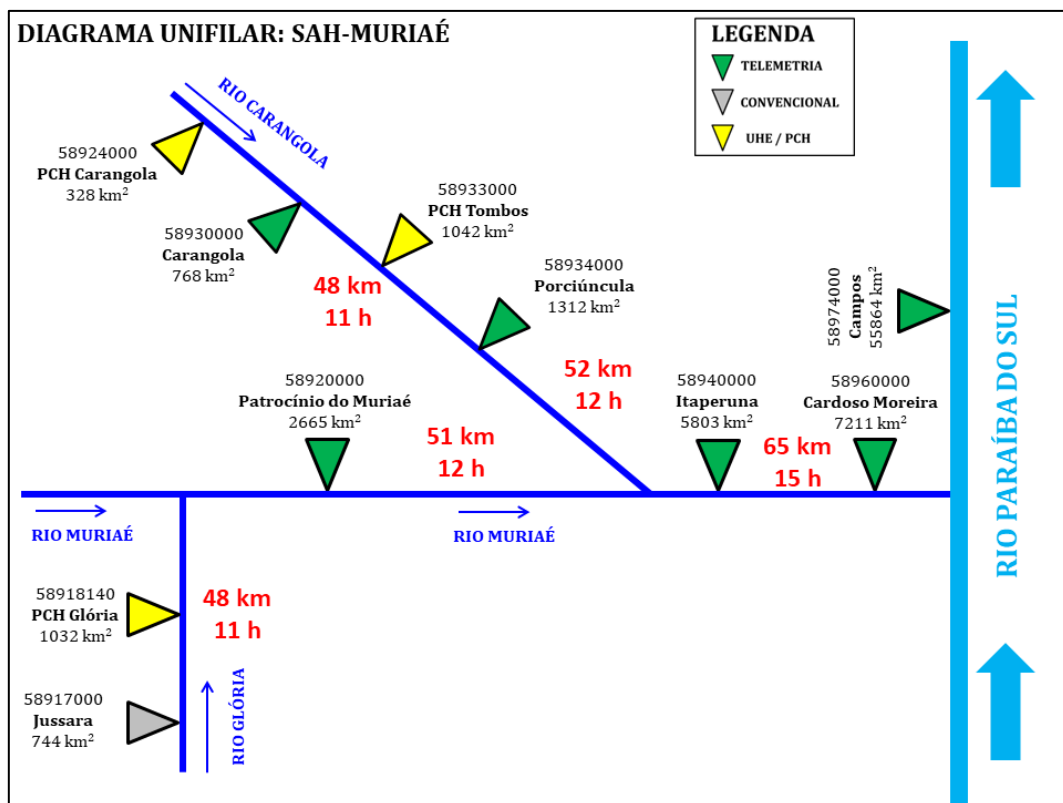 DIAGRAMA UNIFILAR: SAH-MURIAÉ
LEGENDA
TELEMETRIA
CONVENCIONAL
UHE / PCH
RIO CARANGOLA
58924000
PCH Carangola
328 km²
58930000
Carangola
768 km²
58933000
PCH Tombos
1042 km²
48 km
11 h
58934000
Porciúncula
1312 km²
58974000
Campos
55864 km²
RIO PARAÍBA DO SUL
58920000
Patrocínio do Muriaé
2665 km²
52 km
12 h
58940000
Itaperuna
5803 km²
58960000
Cardoso Moreira
7211 km²
51 km
12 h
65 km
15 h
RIO MURIAÉ
RIO MURIAÉ
58918140
PCH Glória
1032 km²
48 km
11 h
58917000
Jussara
744 km²
RIO GLÓRIA